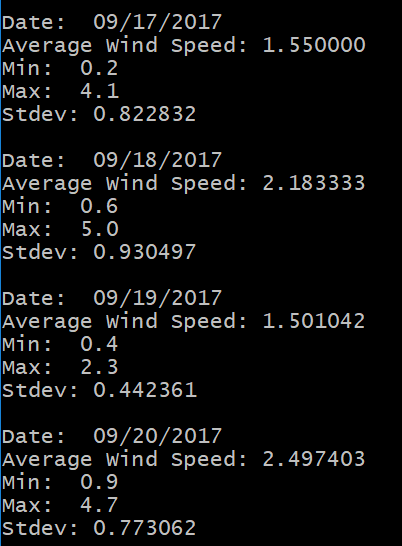 Date:  09/17/2017
Average Wind Speed: 1.550000
Min:  0.2
Max:  4.1
Stdev: 0.822832
Date:  09/18/2017
Average Wind Speed: 2.183333
Min:  0.6
Max:  5.0
Stdev: 0.930497
Date:  09/19/2017
Average Wind Speed: 1.501042
Min:  0.4
Max:  2.3
Stdev: 0.442361
Date:  09/20/2017
Average Wind Speed: 2.497403
Min:  0.9
Max:  4.7
Stdev: 0.773062